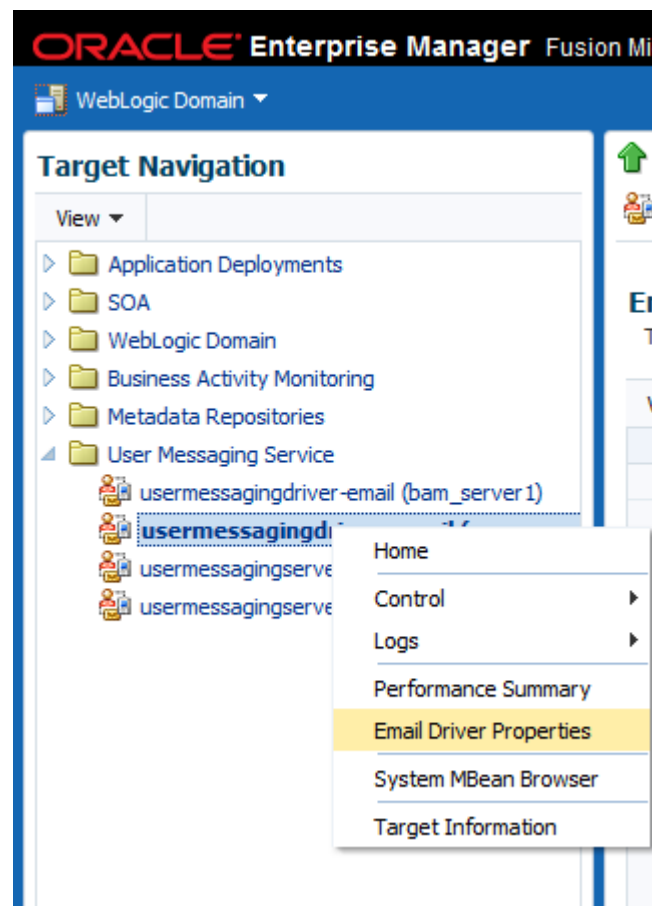 ORACLE Enterprise Manager Fusion Mi
WebLogic Domain
Target Navigation
View
Application Deployments
SOA
WebLogic Domain
Business Activity Monitoring
Metadata Repositories
User Messaging Service
usermessagingdriver-email (bam_server1)
usermessagingd
usermessagingserve
usermessagingserve
Home
Control
Logs
Performance Summary
Email Driver Properties
System MBean Browser
Target Information